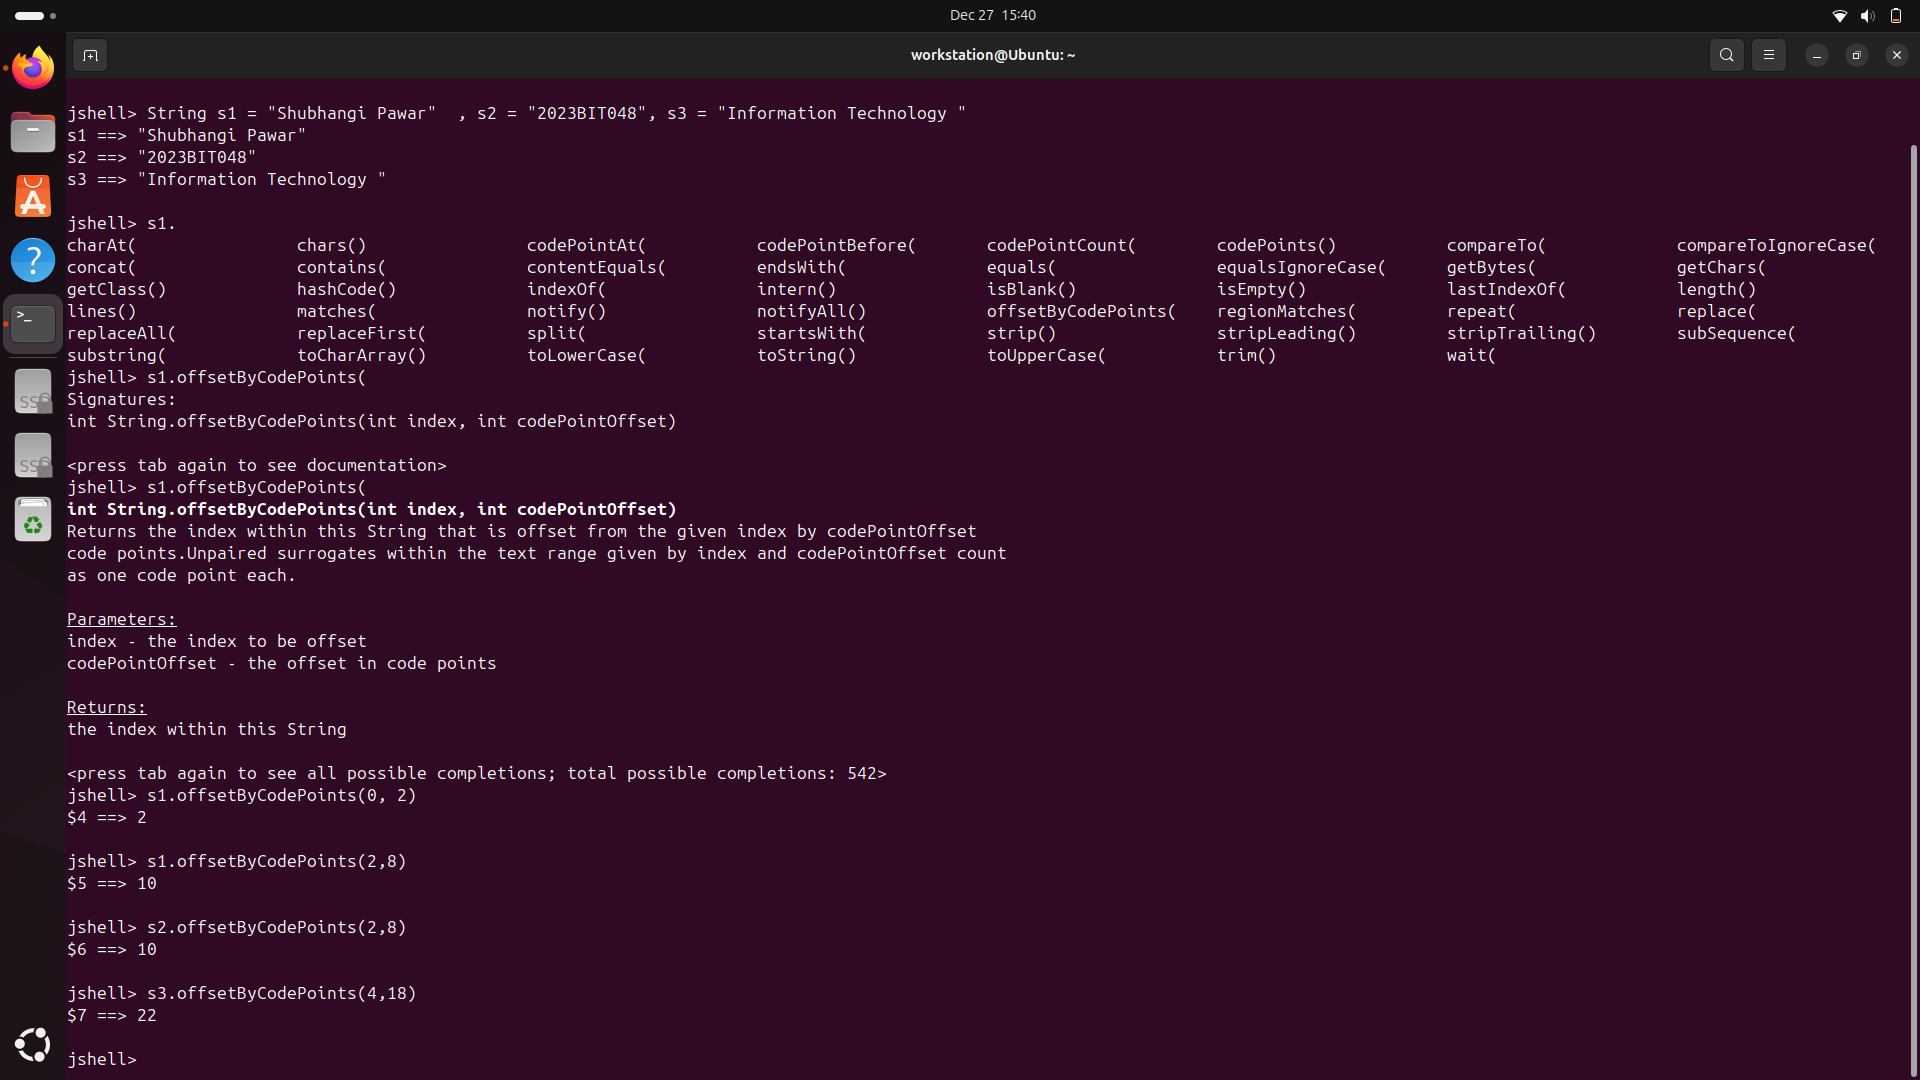 Dec 27 15:40
workstation@Ubuntu: ~
jshell> String s1 = "Shubhangi Pawar"  , s2 = "2023BIT048", s3 = "Information Technology "
s1 ==> "Shubhangi Pawar"
s2 ==> "2023BIT048"
s3 ==> "Information Technology "
jshell> s1.
charAt( chars() codePointAt( codePointBefore( codePointCount( codePoints() compareTo( compareToIgnoreCase(
concat( contains( contentEquals( endsWith( equals( equalsIgnoreCase( getBytes( getChars(
getClass() hashCode() indexOf( intern() isBlank() isEmpty() lastIndexOf( length()
lines() matches( notify() notifyAll() offsetByCodePoints( regionMatches( repeat( replace(
replaceAll( replaceFirst( split( startsWith( strip() stripLeading() stripTrailing() subSequence(
substring( toCharArray() toLowerCase( toString() toUpperCase( trim() wait(
jshell> s1.offsetByCodePoints(
Signatures:
int String.offsetByCodePoints(int index, int codePointOffset)
<press tab again to see documentation>
jshell> s1.offsetByCodePoints(
int String.offsetByCodePoints(int index, int codePointOffset)
Returns the index within this String that is offset from the given index by codePointOffset
code points.Unpaired surrogates within the text range given by index and codePointOffset count
as one code point each.
Parameters:
index - the index to be offset
codePointOffset - the offset in code points
Returns:
the index within this String
<press tab again to see all possible completions; total possible completions: 542>
jshell> s1.offsetByCodePoints(0, 2)
$4 ==> 2
jshell> s1.offsetByCodePoints(2,8)
$5 ==> 10
jshell> s2.offsetByCodePoints(2,8)
$6 ==> 10
jshell> s3.offsetByCodePoints(4,18)
$7 ==> 22
jshell>